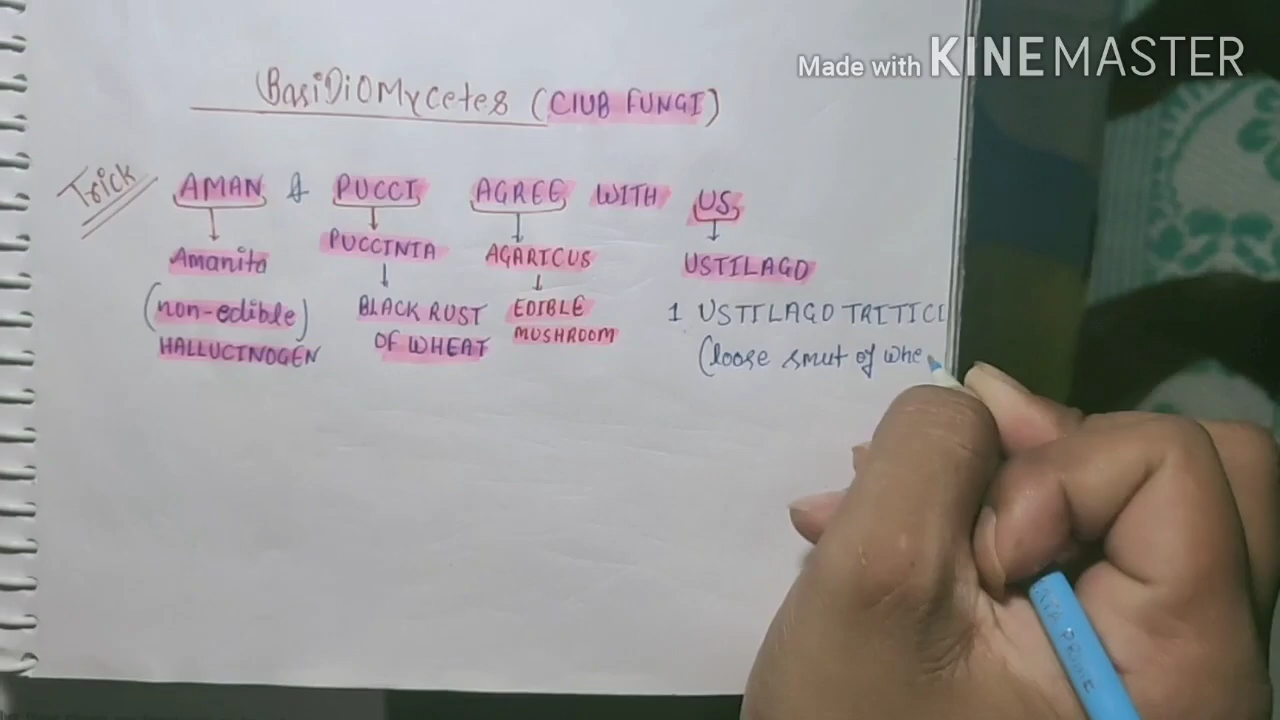 Made with KINEMASTER
BasiDiOMycetes (ClUB FUNGI)
Trick
AMAN & PUCCI AGREE WITH US
Amanita PUCCINIA AGARICUS USTILAGO
(non-edible) BLACK RUST EDIBLE 1 USTILAGO TRITICI
HALLUCINOGEN OF WHEAT MUSHROOM (loose smut of whe